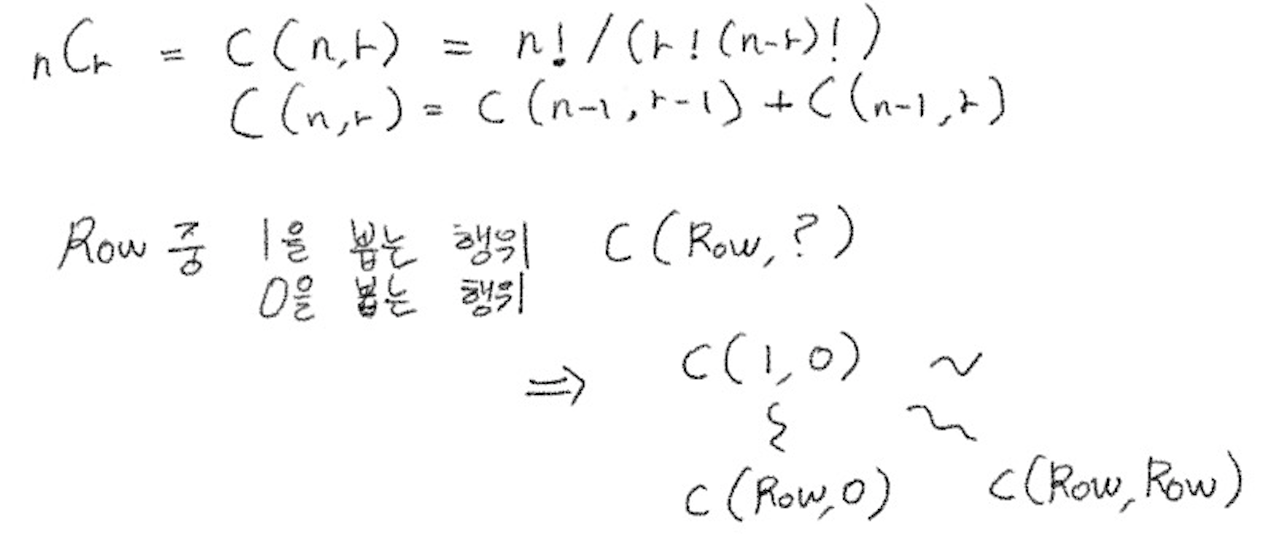 nCr = C(n,r) = n!/(r!(n-r)!)
C(n,r) = C(n-1,r-1) + C(n-1,r)
Row 중 1을 뽑는 행위 C(Row,?)
0을 뽑는 행위
⇒ C(1,0) ~
C(Row,0) C(Row,Row)